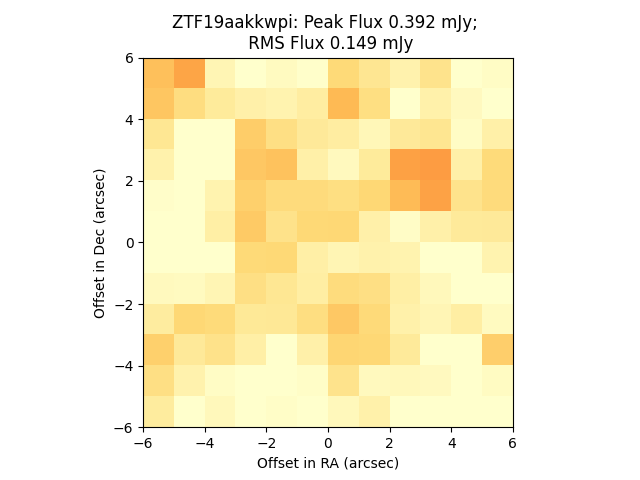 ZTF19aakkwpi: Peak Flux 0.392 mJy;
RMS Flux 0.149 mJy
6
4
2
0
−2
−4
−6
Offset in Dec (arcsec)
−6 −4 −2 0 2 4 6
Offset in RA (arcsec)